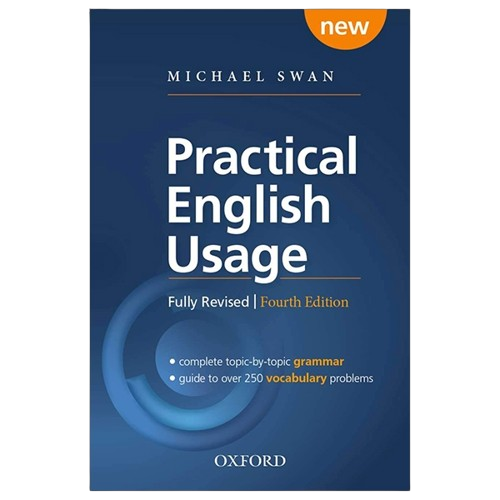 new
MICHAEL SWAN
Practical
English
Usage
Fully Revised | Fourth Edition
• complete topic-by-topic grammar
• guide to over 250 vocabulary problems
OXFORD